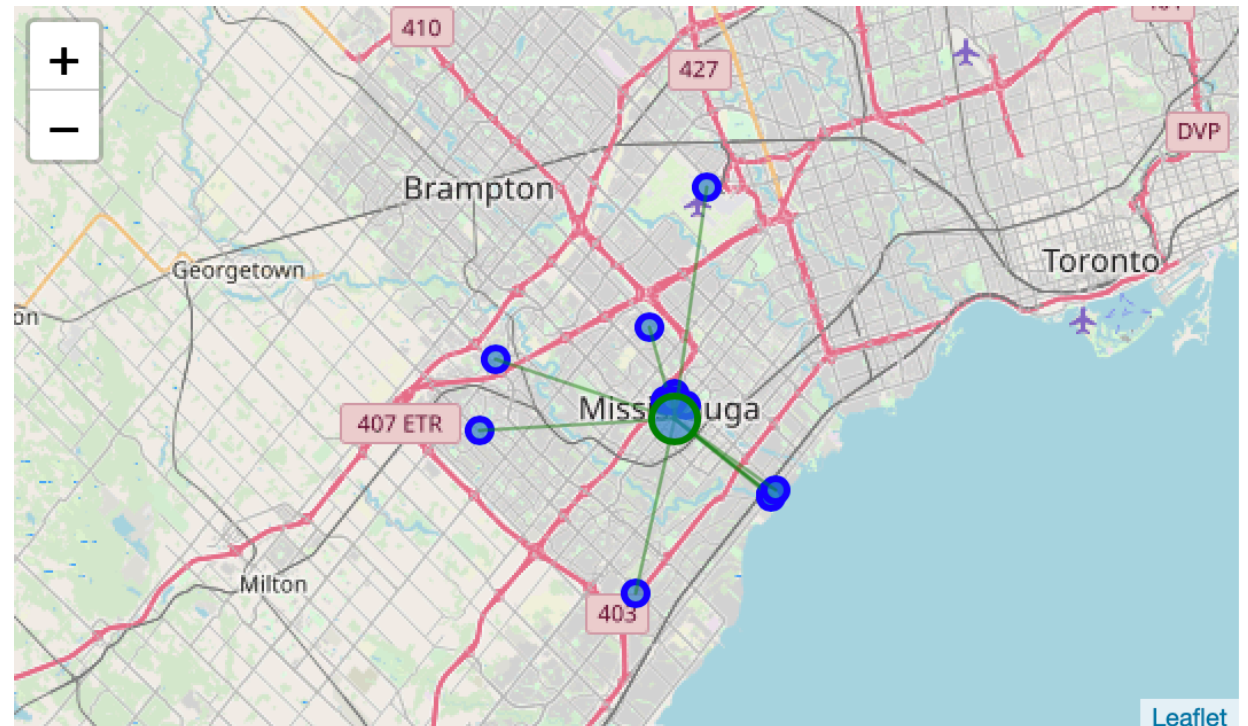 +
−
410
427
DVP
Brampton
Georgetown
Toronto
on
Mississauga
407 ETR
Milton
403
Leaflet